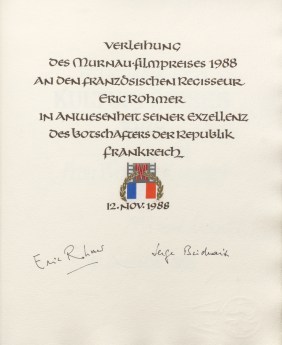 Verleihung
des Murnau-Filmpreises 1988
an den französischen Regisseur
Eric Rohmer
in Anwesenheit seiner Exzellenz
des Botschafters der Republik
Frankreich
12. Nov. 1988
Eric Rohmer